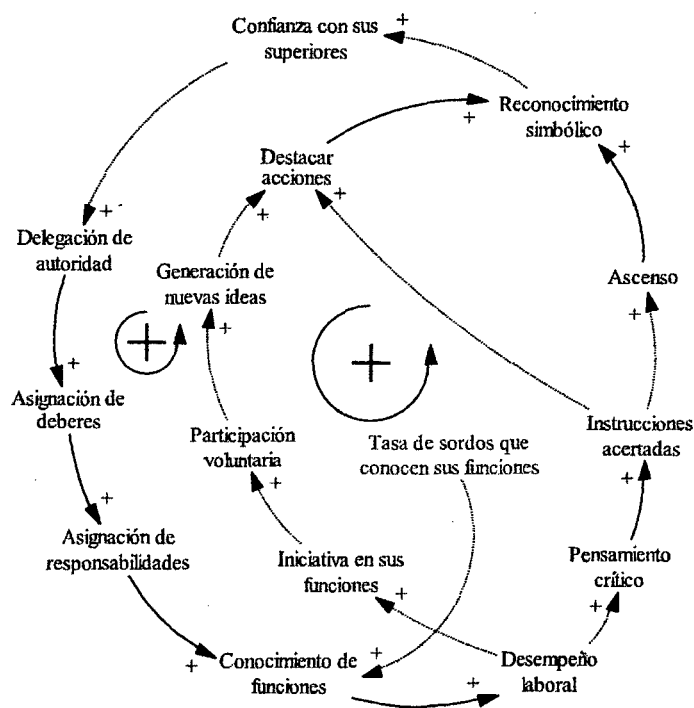 Confianza con sus
superiores
+
Reconocimiento
simbólico
+
+
Destacar
acciones
+
+
+
Delegación de
autoridad
Generación de
nuevas ideas
Ascenso
+
+
+
+
+
+
Asignación de
deberes
Instrucciones
acertadas
Participación
voluntaria
Tasa de sordos que
conocen sus funciones
+
+
+
Asignación de
responsabilidades
Iniciativa en sus
funciones
Pensamiento
crítico
+
+
+
+
Conocimiento de
funciones
Desempeño
laboral
+